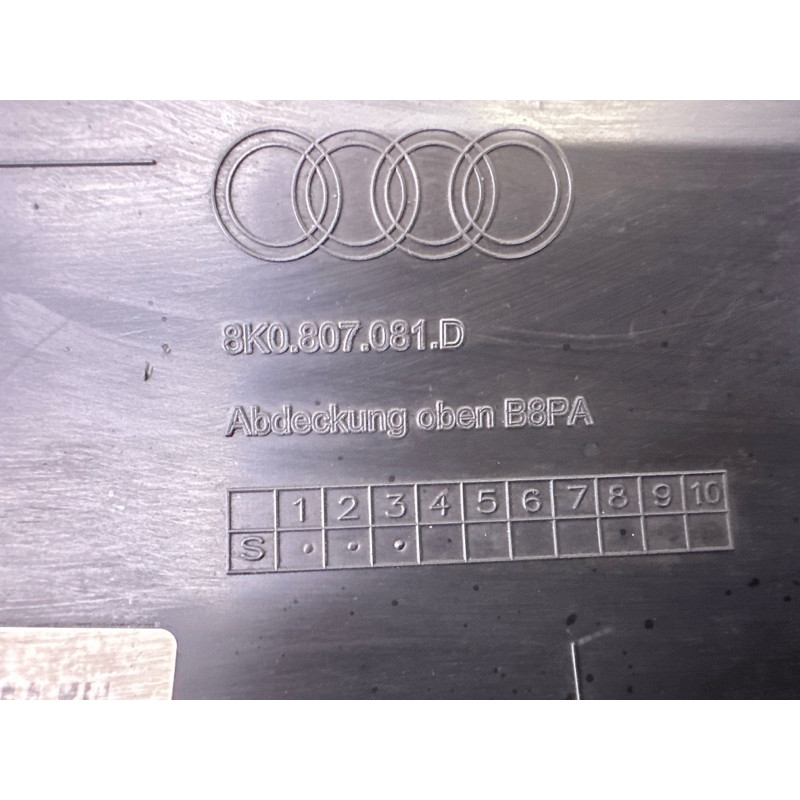 8K0.807.081.D
Abdeckung oben B8PA
1 2 3 4 5 6 7 8 9 10
S